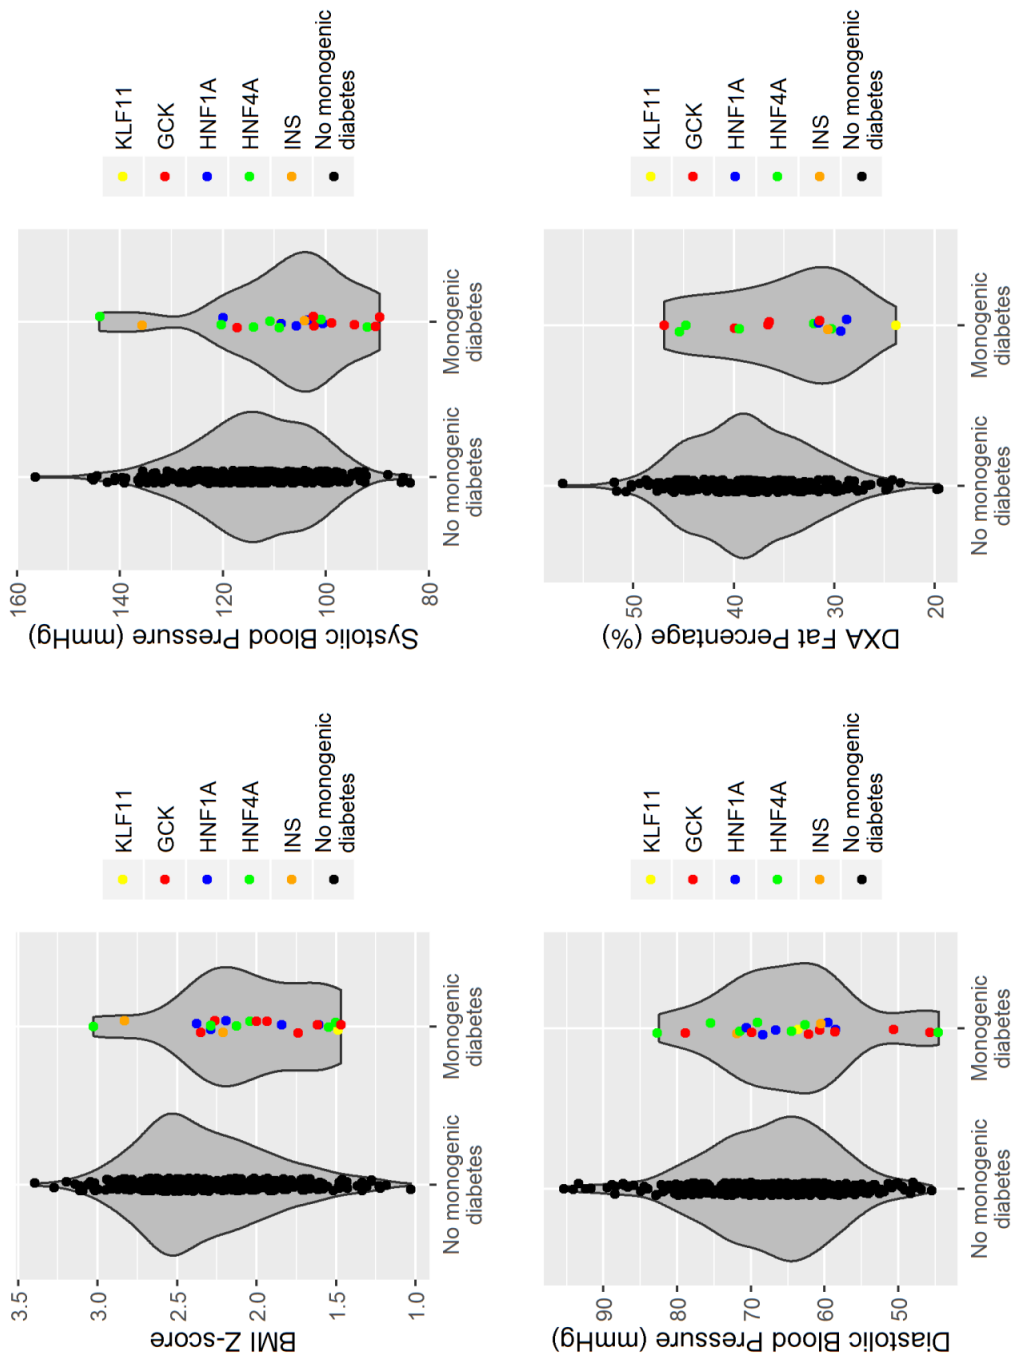 BMI Z-score
3.5
3.0
2.5
2.0
1.5
1.0
No monogenic
diabetes
Monogenic
diabetes
KLF11
GCK
HNF1A
HNF4A
INS
No monogenic
diabetes
Systolic Blood Pressure (mmHg)
160
140
120
100
80
No monogenic
diabetes
Monogenic
diabetes
KLF11
GCK
HNF1A
HNF4A
INS
No monogenic
diabetes
Diastolic Blood Pressure (mmHg)
90
80
70
60
50
No monogenic
diabetes
Monogenic
diabetes
KLF11
GCK
HNF1A
HNF4A
INS
No monogenic
diabetes
DXA Fat Percentage (%)
50
40
30
20
No monogenic
diabetes
Monogenic
diabetes
KLF11
GCK
HNF1A
HNF4A
INS
No monogenic
diabetes